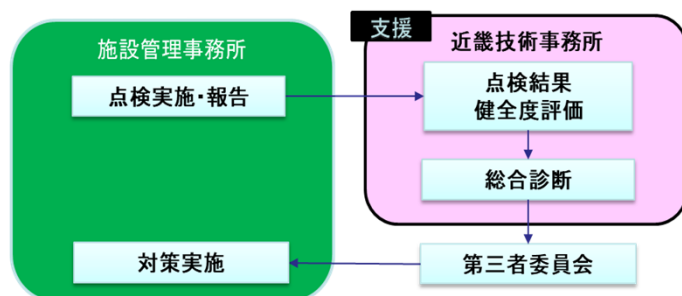 支援
施設管理事務所
近畿技術事務所
点検実施・報告
点検結果
健全度評価
総合診断
対策実施
第三者委員会